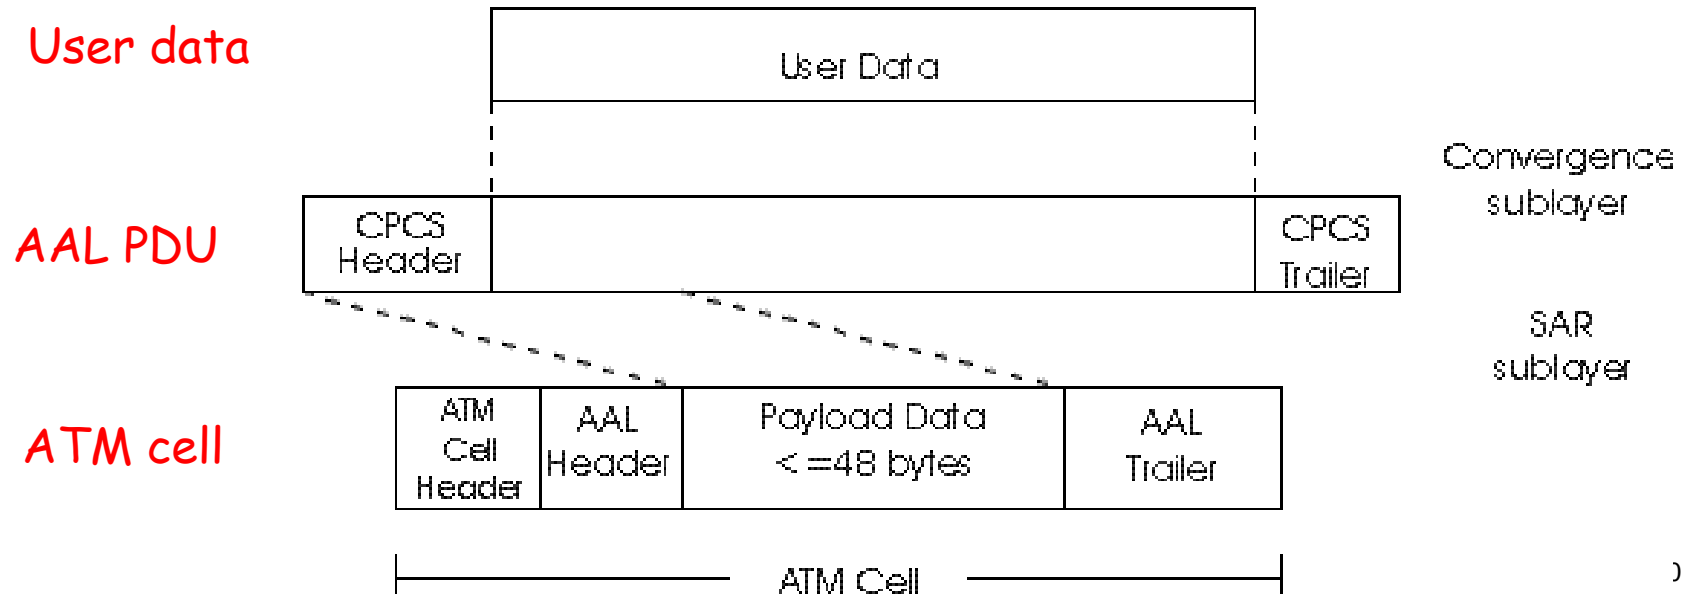 User data
User Data
Convergence
sublayer
AAL PDU
CPCS
Header
CPCS
Trailer
SAR
sublayer
ATM cell
ATM
Cell
Header
AAL
Header
Payload Data
<=48 bytes
AAL
Trailer
ATM Cell